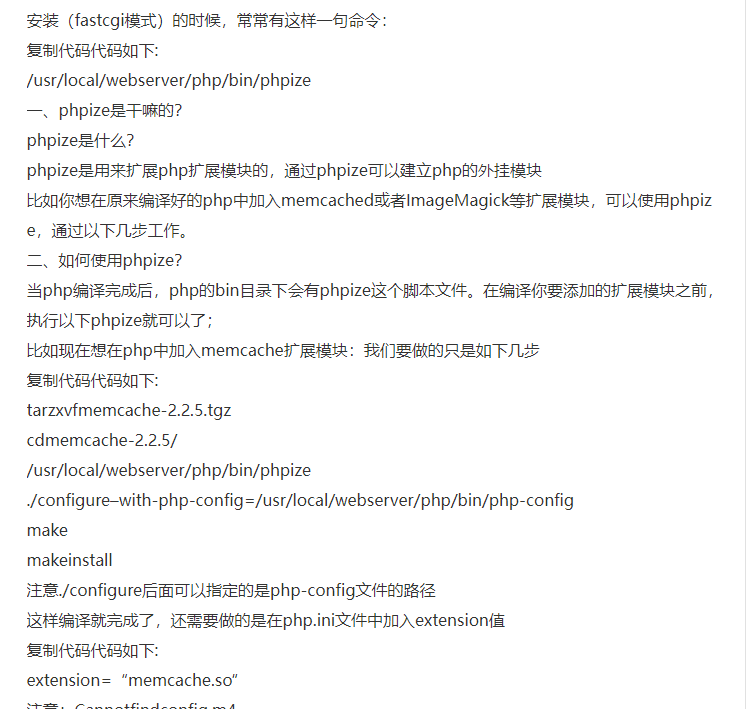 安装（fastcgi模式）的时候，常常有这样一句命令：
复制代码代码如下:
/usr/local/webserver/php/bin/phpize
一、phpize是干嘛的？
phpize是什么？
phpize是用来扩展php扩展模块的，通过phpize可以建立php的外挂模块
比如你想在原来编译好的php中加入memcached或者ImageMagick等扩展模块，可以使用phpiz
e，通过以下几步工作。
二、如何使用phpize？
当php编译完成后，php的bin目录下会有phpize这个脚本文件。在编译你要添加的扩展模块之前，
执行以下phpize就可以了；
比如现在想在php中加入memcache扩展模块：我们要做的只是如下几步
复制代码代码如下:
tarzxvfmemcache-2.2.5.tgz
cdmemcache-2.2.5/
/usr/local/webserver/php/bin/phpize
./configure–with-php-config=/usr/local/webserver/php/bin/php-config
make
makeinstall
注意./configure后面可以指定的是php-config文件的路径
这样编译就完成了，还需要做的是在php.ini文件中加入extension值
复制代码代码如下:
extension=“memcache.so“
注意：Cannotfindconfig.m4